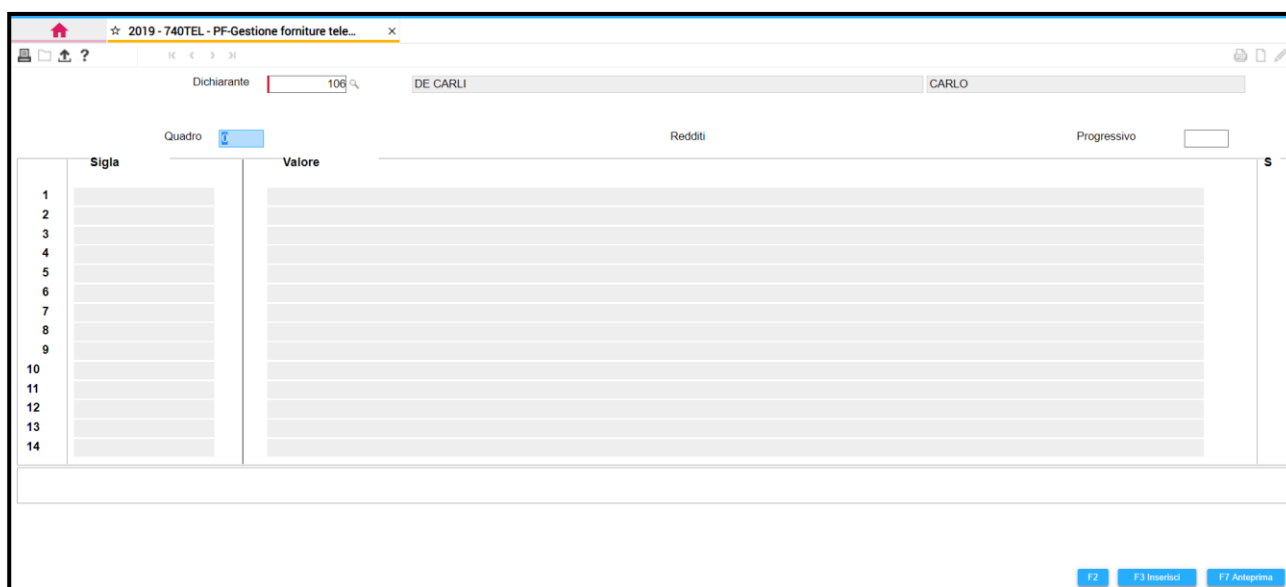 2019 - 740TEL - PF-Gestione forniture tele...
Dichiarante 106 DE CARLI CARLO
Quadro 0 Redditi Progressivo
Sigla Valore S
1
2
3
4
5
6
7
8
9
10
11
12
13
14
F2 F3 Inserisci F7 Anteprima